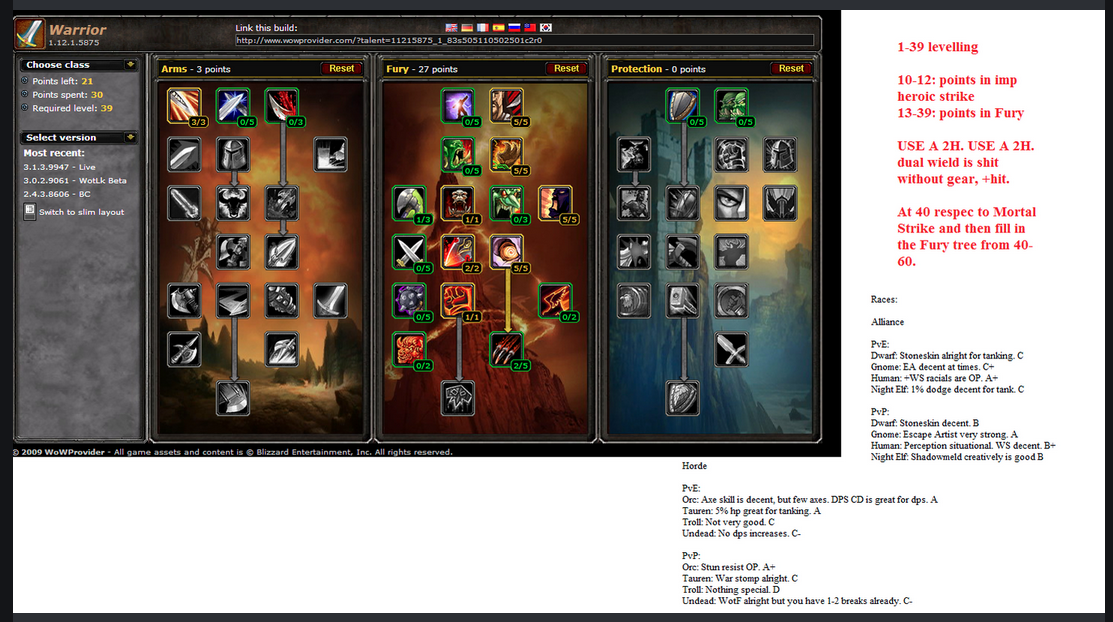 Warrior
1.12.1.5875
Link this build:
http://www.wowprovider.com/?talent=11215875_1_83s505110502501c2r0
Choose class
Points left: 21
Points spent: 30
Required level: 39
Select version
Most recent:
3.1.3.9947 - Live
3.0.2.9061 - WotLk Beta
2.4.3.8606 - BC
Switch to slim layout
Arms - 3 points
Reset
3/3
0/5
0/3
Fury - 27 points
Reset
0/5
5/5
0/5
5/5
1/3
1/1
0/3
5/5
0/5
2/2
5/5
0/5
1/1
0/2
0/2
2/5
Protection - 0 points
Reset
0/5
0/5
© 2009 WoWProvider - All game assets and content is © Blizzard Entertainment, Inc. All rights reserved.
1-39 levelling
10-12: points in imp
heroic strike
13-39: points in Fury
USE A 2H. USE A 2H.
dual wield is shit
without gear, +hit.
At 40 respec to Mortal
Strike and then fill in
the Fury tree from 40-
60.
Races:
Alliance
PvE:
Dwarf: Stoneskin alright for tanking. C
Gnome: EA decent at times. C+
Human: +WS racials are OP. A+
Night Elf: 1% dodge decent for tank. C
PvP:
Dwarf: Stoneskin decent. B
Gnome: Escape Artist very strong. A
Human: Perception situational. WS decent. B+
Night Elf: Shadowmeld creatively is good B
Horde
PvE:
Orc: Axe skill is decent, but few axes. DPS CD is great for dps. A
Tauren: 5% hp great for tanking. A
Troll: Not very good. C
Undead: No dps increases. C-
PvP:
Orc: Stun resist OP. A+
Tauren: War stomp alright. C
Troll: Nothing special. D
Undead: WotF alright but you have 1-2 breaks already. C-